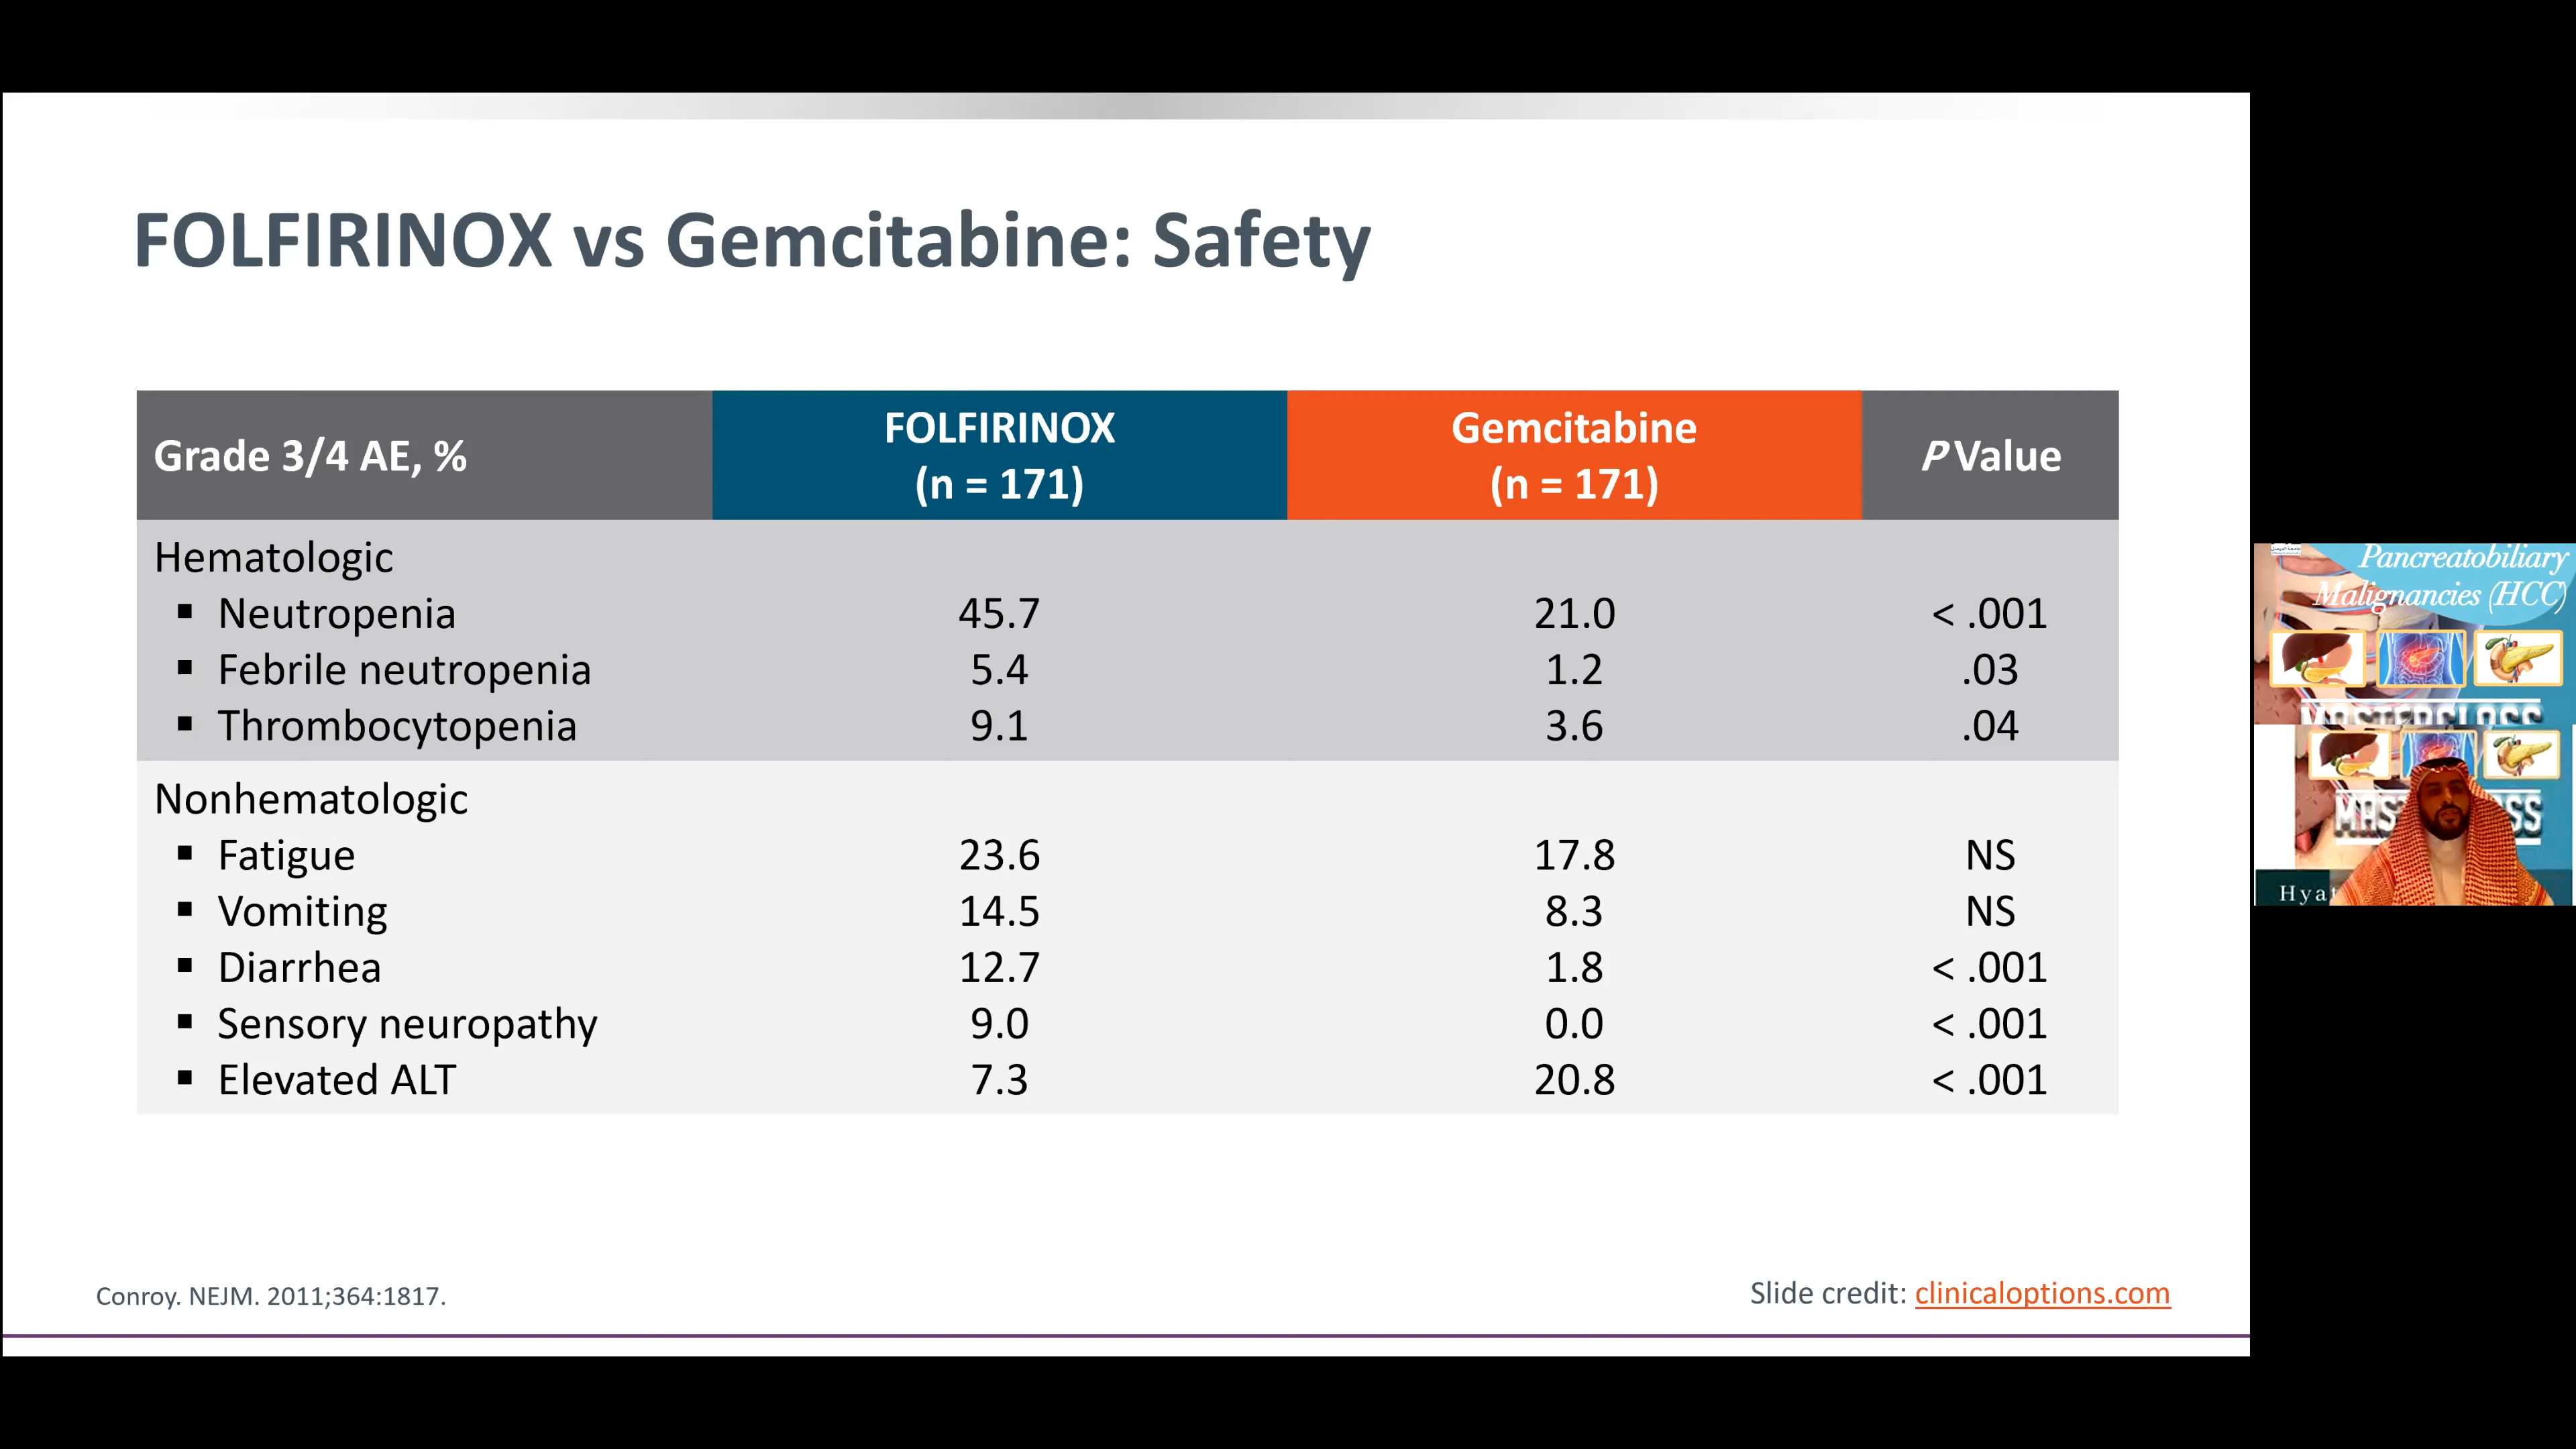 FOLFIRINOX vs Gemcitabine: Safety
Grade 3/4 AE, %
FOLFIRINOX
(n = 171)
Gemcitabine
(n = 171)
P Value
Hematologic
▪ Neutropenia 45.7 21.0 < .001
▪ Febrile neutropenia 5.4 1.2 .03
▪ Thrombocytopenia 9.1 3.6 .04
Nonhematologic
▪ Fatigue 23.6 17.8 NS
▪ Vomiting 14.5 8.3 NS
▪ Diarrhea 12.7 1.8 < .001
▪ Sensory neuropathy 9.0 0.0 < .001
▪ Elevated ALT 7.3 20.8 < .001
Conroy. NEJM. 2011;364:1817.
Slide credit: clinicaloptions.com
Pancreatobiliary
Malignancies (HCC)
MASTERCLASS
MAS SS
Hyat